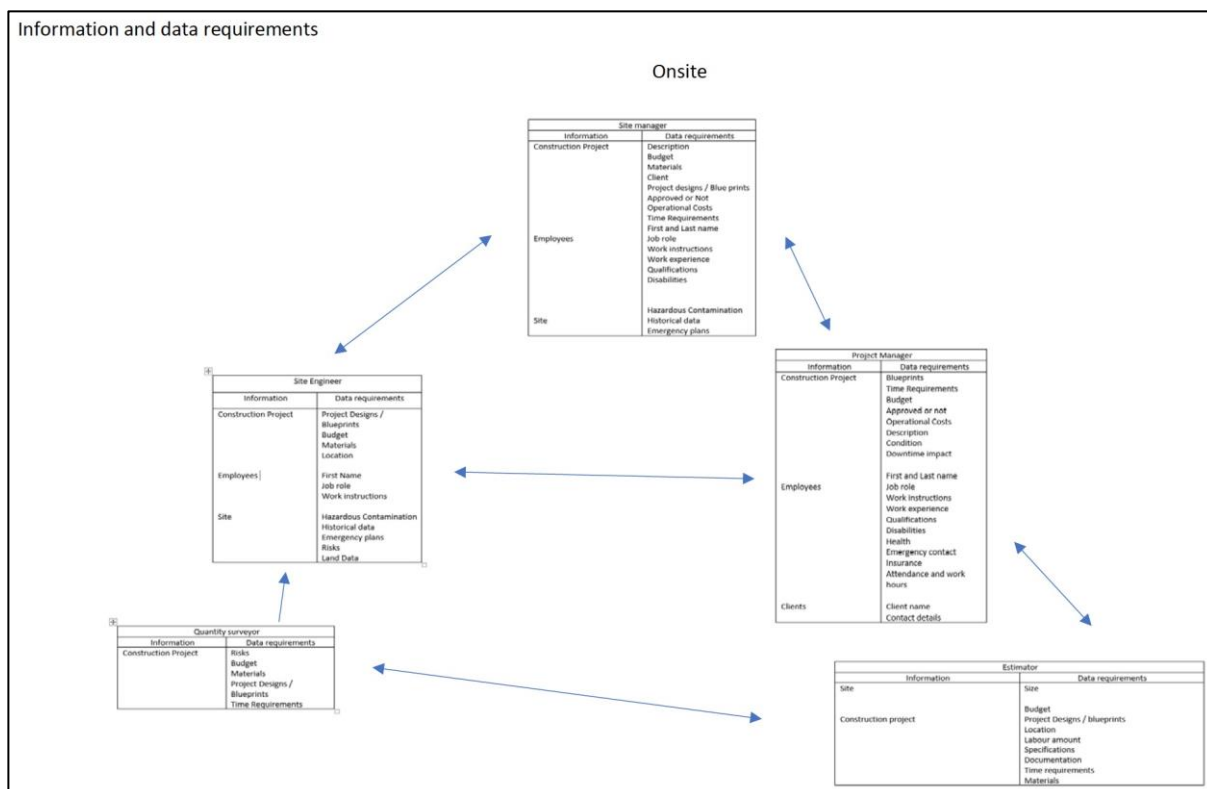 Information and data requirements
Onsite
Site manager
Information Data requirements
Construction Project Description
Budget
Materials
Client
Project designs / Blue prints
Approved or Not
Operational Costs
Time Requirements
First and Last name
Employees Job role
Work instructions
Work experience
Qualifications
Disabilities
Hazardous Contamination
Site Historical data
Emergency plans
Site Engineer
Information Data requirements
Construction Project Project Designs /
Blueprints
Budget
Materials
Location
Employees First Name
Job role
Work instructions
Site Hazardous Contamination
Historical data
Emergency plans
Risks
Land Data
Project Manager
Information Data requirements
Construction Project Blueprints
Time Requirements
Budget
Approved or not
Operational Costs
Description
Condition
Downtime impact
First and Last name
Employees Job role
Work Instructions
Work experience
Qualifications
Disabilities
Health
Emergency contact
Insurance
Attendance and work
hours
Clients Client name
Contact details
Quantity surveyor
Information Data requirements
Construction Project Risks
Budget
Materials
Project Designs /
Blueprints
Time Requirements
Estimator
Information Data requirements
Site Size
Budget
Construction project Project Designs / blueprints
Location
Labour amount
Specifications
Documentation
Time requirements
Materials